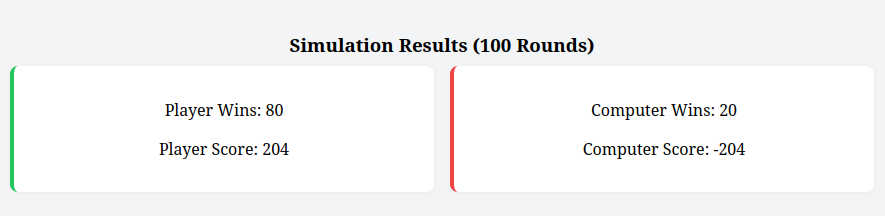 Simulation Results (100 Rounds)
Player Wins: 80
Player Score: 204
Computer Wins: 20
Computer Score: -204